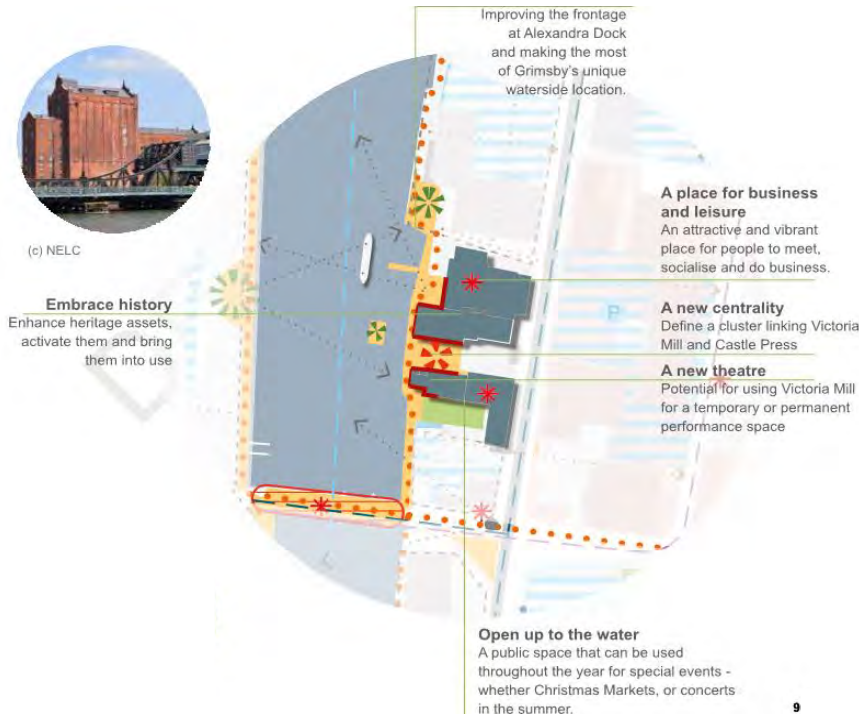 Improving the frontage
at Alexandra Dock
and making the most
of Grimsby's unique
waterside location.
(c) NELC
Embrace history
Enhance heritage assets,
activate them and bring
them into use
A place for business
and leisure
An attractive and vibrant
place for people to meet,
socialise and do business.
P
A new centrality
Define a cluster linking Victoria
Mill and Castle Press
A new theatre
Potential for using Victoria Mill
for a temporary or permanent
performance space
Open up to the water
A public space that can be used
throughout the year for special events -
whether Christmas Markets, or concerts
in the summer.
9